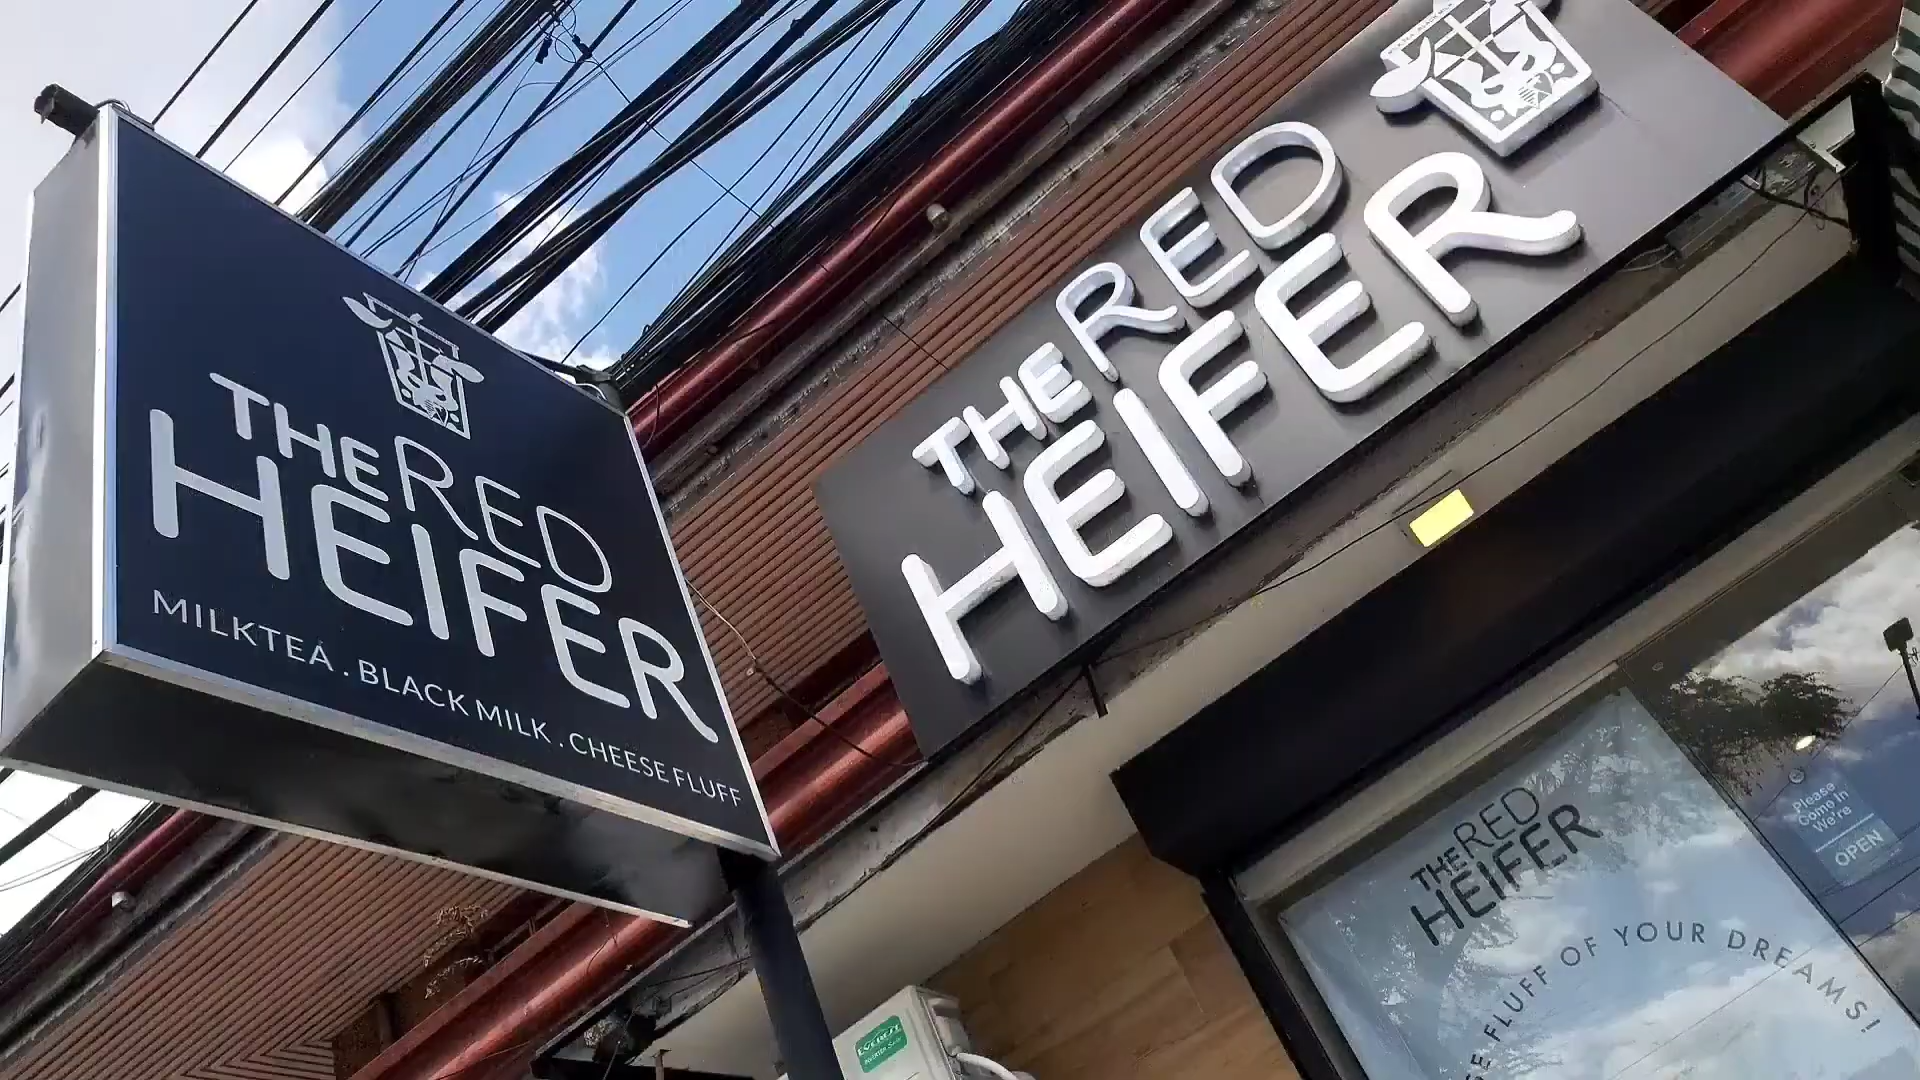 THE RED
HEIFER
MILKTEA . BLACK MILK . CHEESE FLUFF
THE RED
HEIFER
THE RED
HEIFER
FLUFF OF YOUR DREAMS!
Please
Come In
We're
OPEN
EVEREST